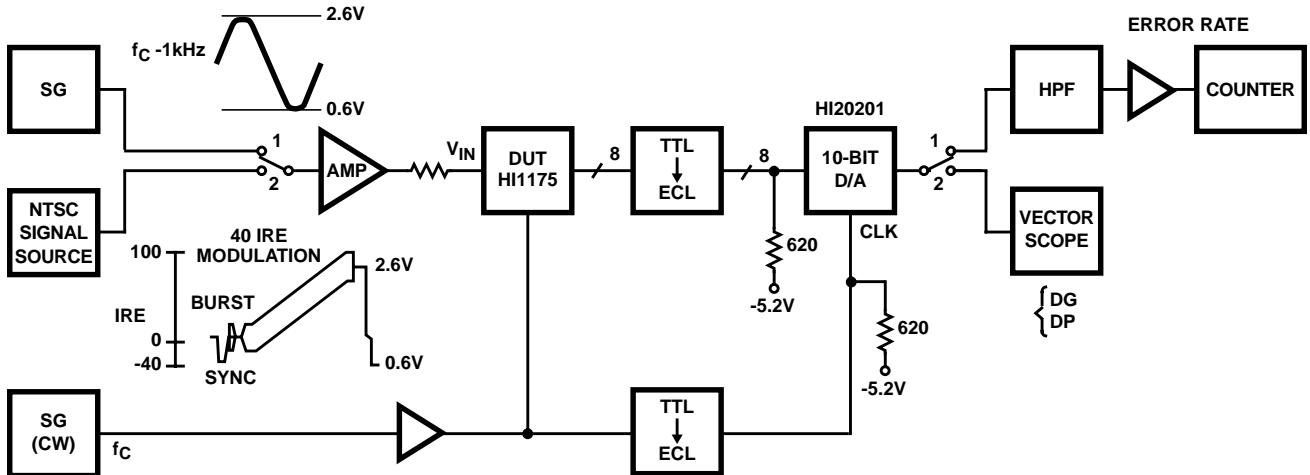 2.6V
f_C -1kHz
0.6V
ERROR RATE
SG
HPF
COUNTER
HI20201
1
2
AMP
V_IN
DUT
HI1175
8
TTL
ECL
8
10-BIT
D/A
1
2
CLK
VECTOR
SCOPE
NTSC
SIGNAL
SOURCE
100
40 IRE
MODULATION
2.6V
620
-5.2V
620
-5.2V
DG
DP
IRE
BURST
0
-40
SYNC
0.6V
SG
(CW)
f_C
TTL
ECL